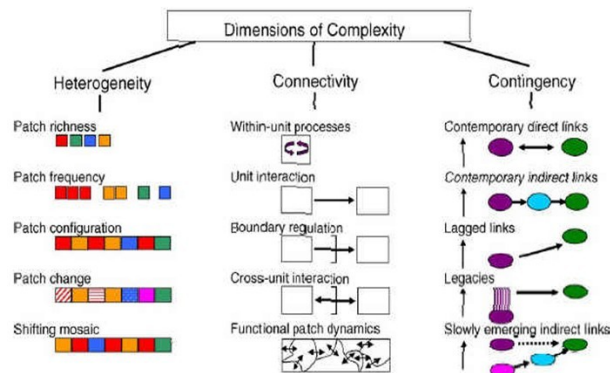 Dimensions of Complexity
Heterogeneity
Connectivity
Contingency
Patch richness
Within-unit processes
Contemporary direct links
Patch frequency
Unit interaction
Contemporary indirect links
Patch configuration
Boundary regulation
Lagged links
Patch change
Cross-unit interaction
Legacies
Shifting mosaic
Functional patch dynamics
Slowly emerging indirect links